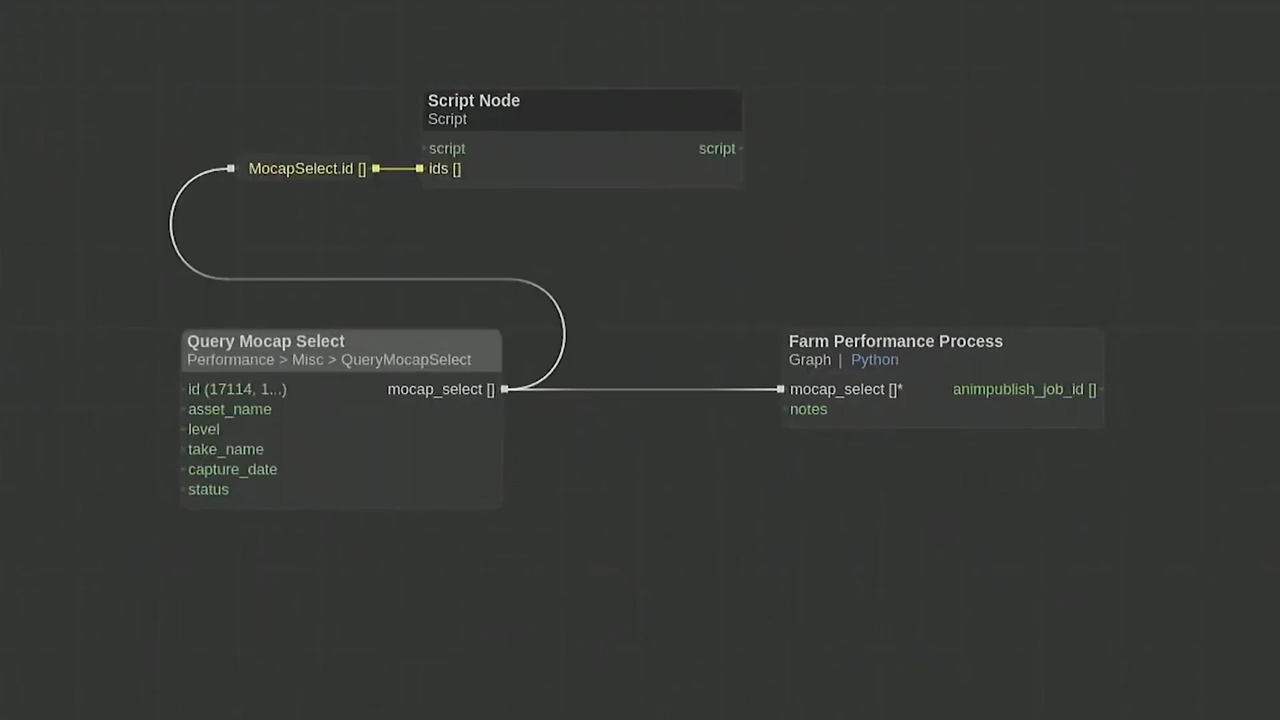 Script Node
Script
script script
MocapSelect.id [] ids []
Query Mocap Select
Performance > Misc > QueryMocapSelect
id (17114, 1...) mocap_select []
asset_name
level
take_name
capture_date
status
Farm Performance Process
Graph | Python
mocap_select []* animpublish_job_id []
notes